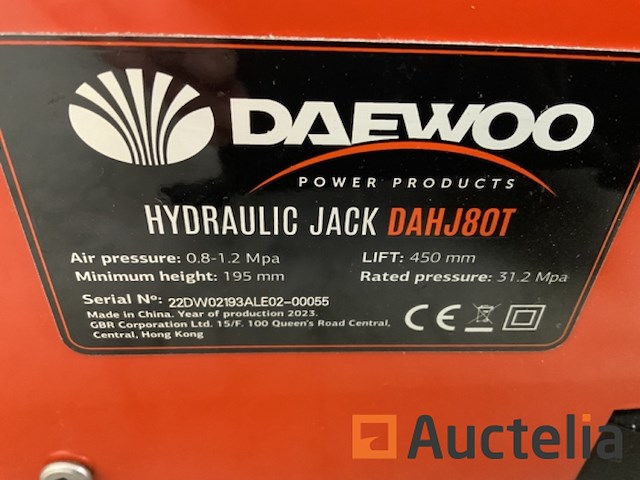 DAEWOO
POWER PRODUCTS
HYDRAULIC JACK DAHJ80T
Air pressure: 0.8-1.2 Mpa
LIFT: 450 mm
Minimum height: 195 mm
Rated pressure: 31.2 Mpa
Serial Nº: 22DW02193ALE02-00055
Made in China. Year of production 2023.
GBR Corporation Ltd. 15/F. 100 Queen's Road Central,
Central, Hong Kong
CE
EAC
Auctelia